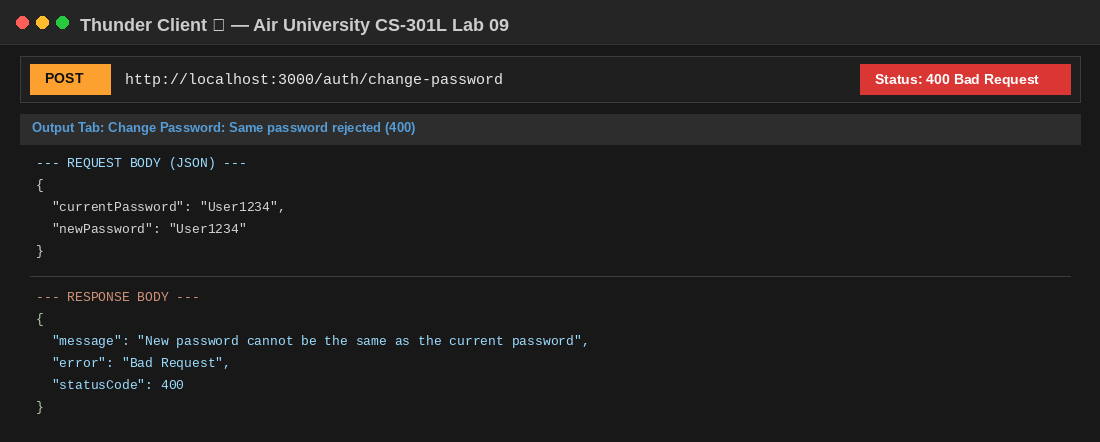 Thunder Client — Air University CS-301L Lab 09
POST http://localhost:3000/auth/change-password Status: 400 Bad Request
Output Tab: Change Password: Same password rejected (400)
--- REQUEST BODY (JSON) ---
{
  "currentPassword": "User1234",
  "newPassword": "User1234"
}
--- RESPONSE BODY ---
{
  "message": "New password cannot be the same as the current password",
  "error": "Bad Request",
  "statusCode": 400
}